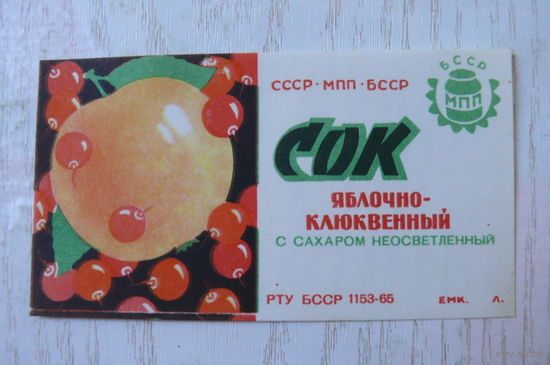 СССР · МПП · БССР
БССР
МПП
СОК
ЯБЛОЧНО-
КЛЮКВЕННЫЙ
С САХАРОМ НЕОСВЕТЛЕННЫЙ
РТУ БССР 1153-65 ЕМК. Л.